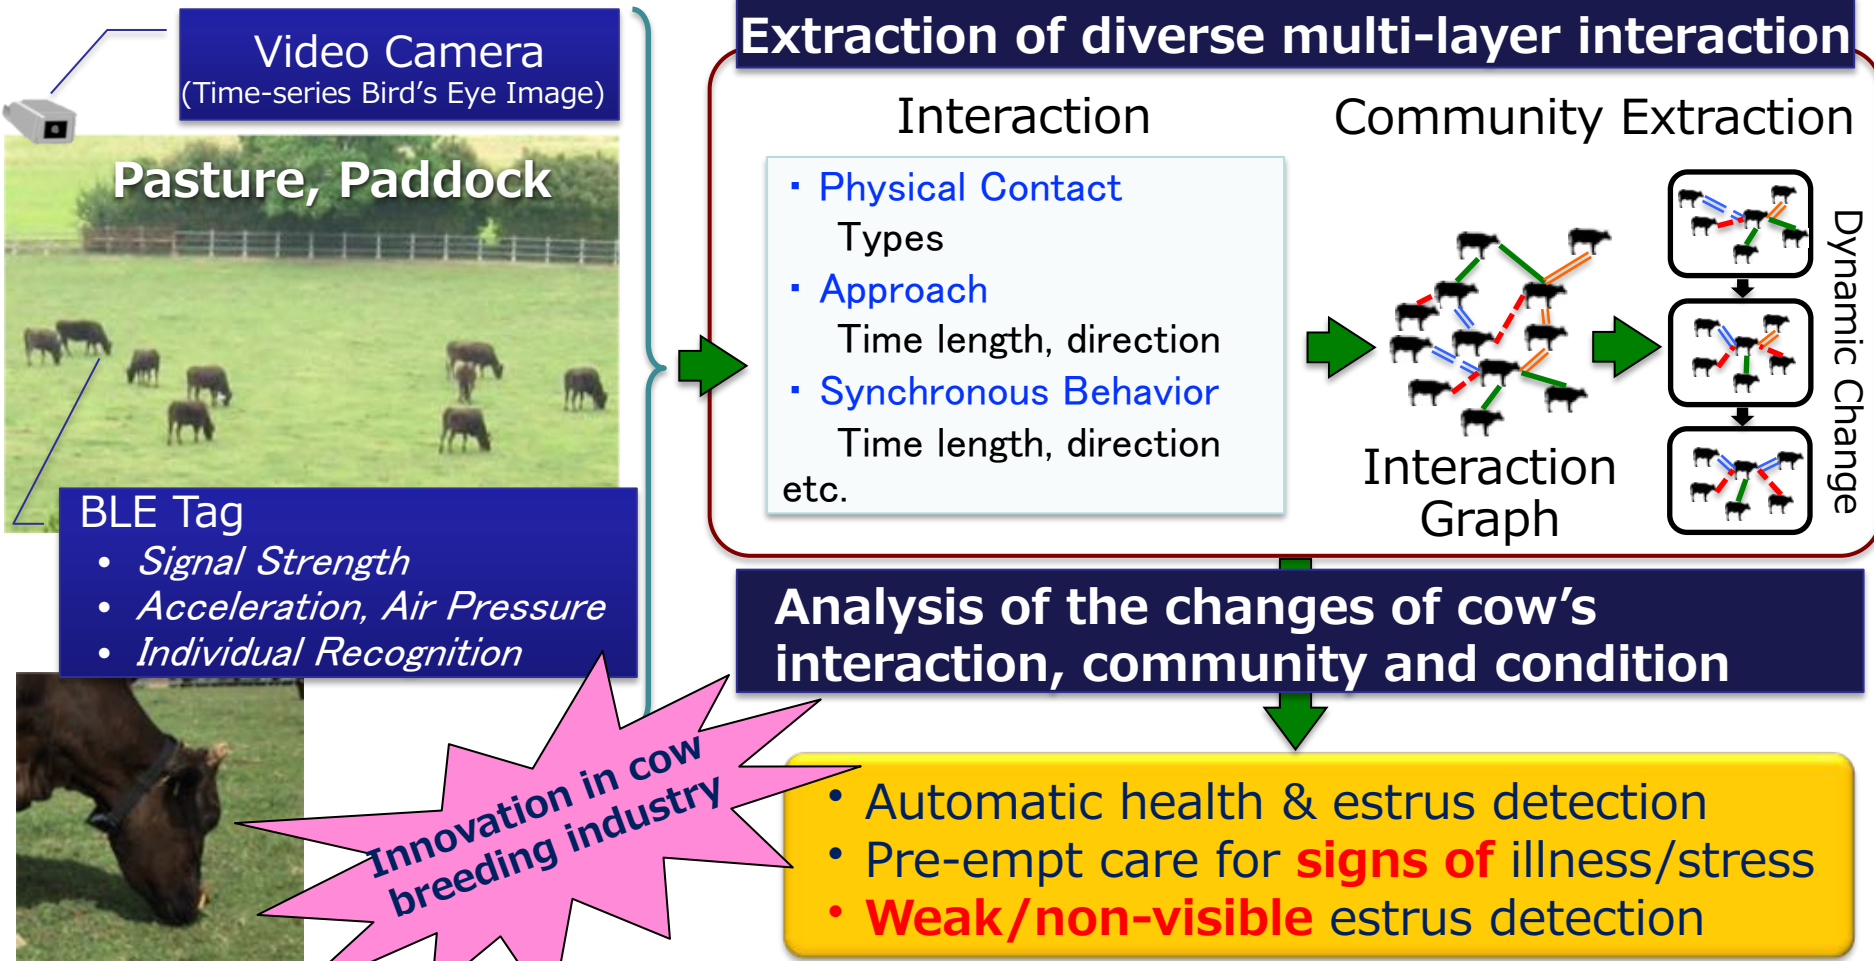 Video Camera
(Time-series Bird's Eye Image)
Pasture, Paddock
BLE Tag
• Signal Strength
• Acceleration, Air Pressure
• Individual Recognition
Innovation in cow
breeding industry
Extraction of diverse multi-layer interaction
Interaction
・Physical Contact
Types
・Approach
Time length, direction
・Synchronous Behavior
Time length, direction
etc.
Community Extraction
Interaction
Graph
Dynamic Change
Analysis of the changes of cow's
interaction, community and condition
• Automatic health & estrus detection
• Pre-empt care for signs of illness/stress
• Weak/non-visible estrus detection